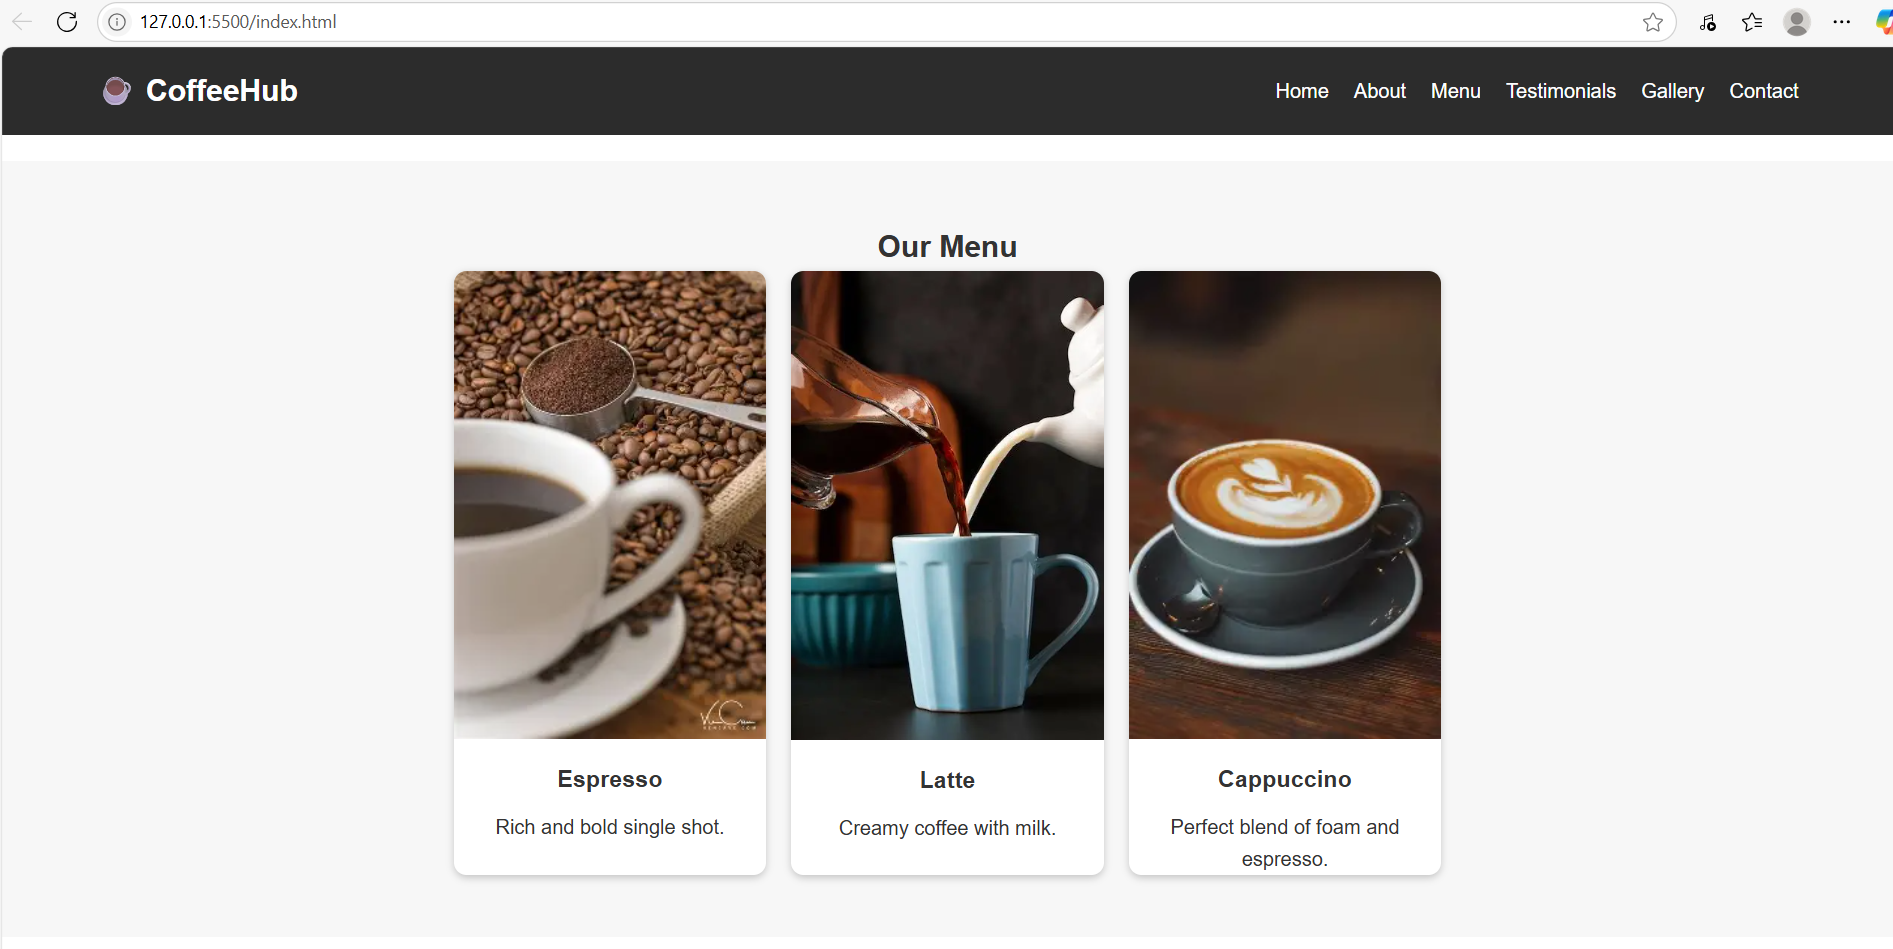 127.0.0.1:5500/index.html
CoffeeHub
Home About Menu Testimonials Gallery Contact
Our Menu
Espresso
Rich and bold single shot.
Latte
Creamy coffee with milk.
Cappuccino
Perfect blend of foam and
espresso.